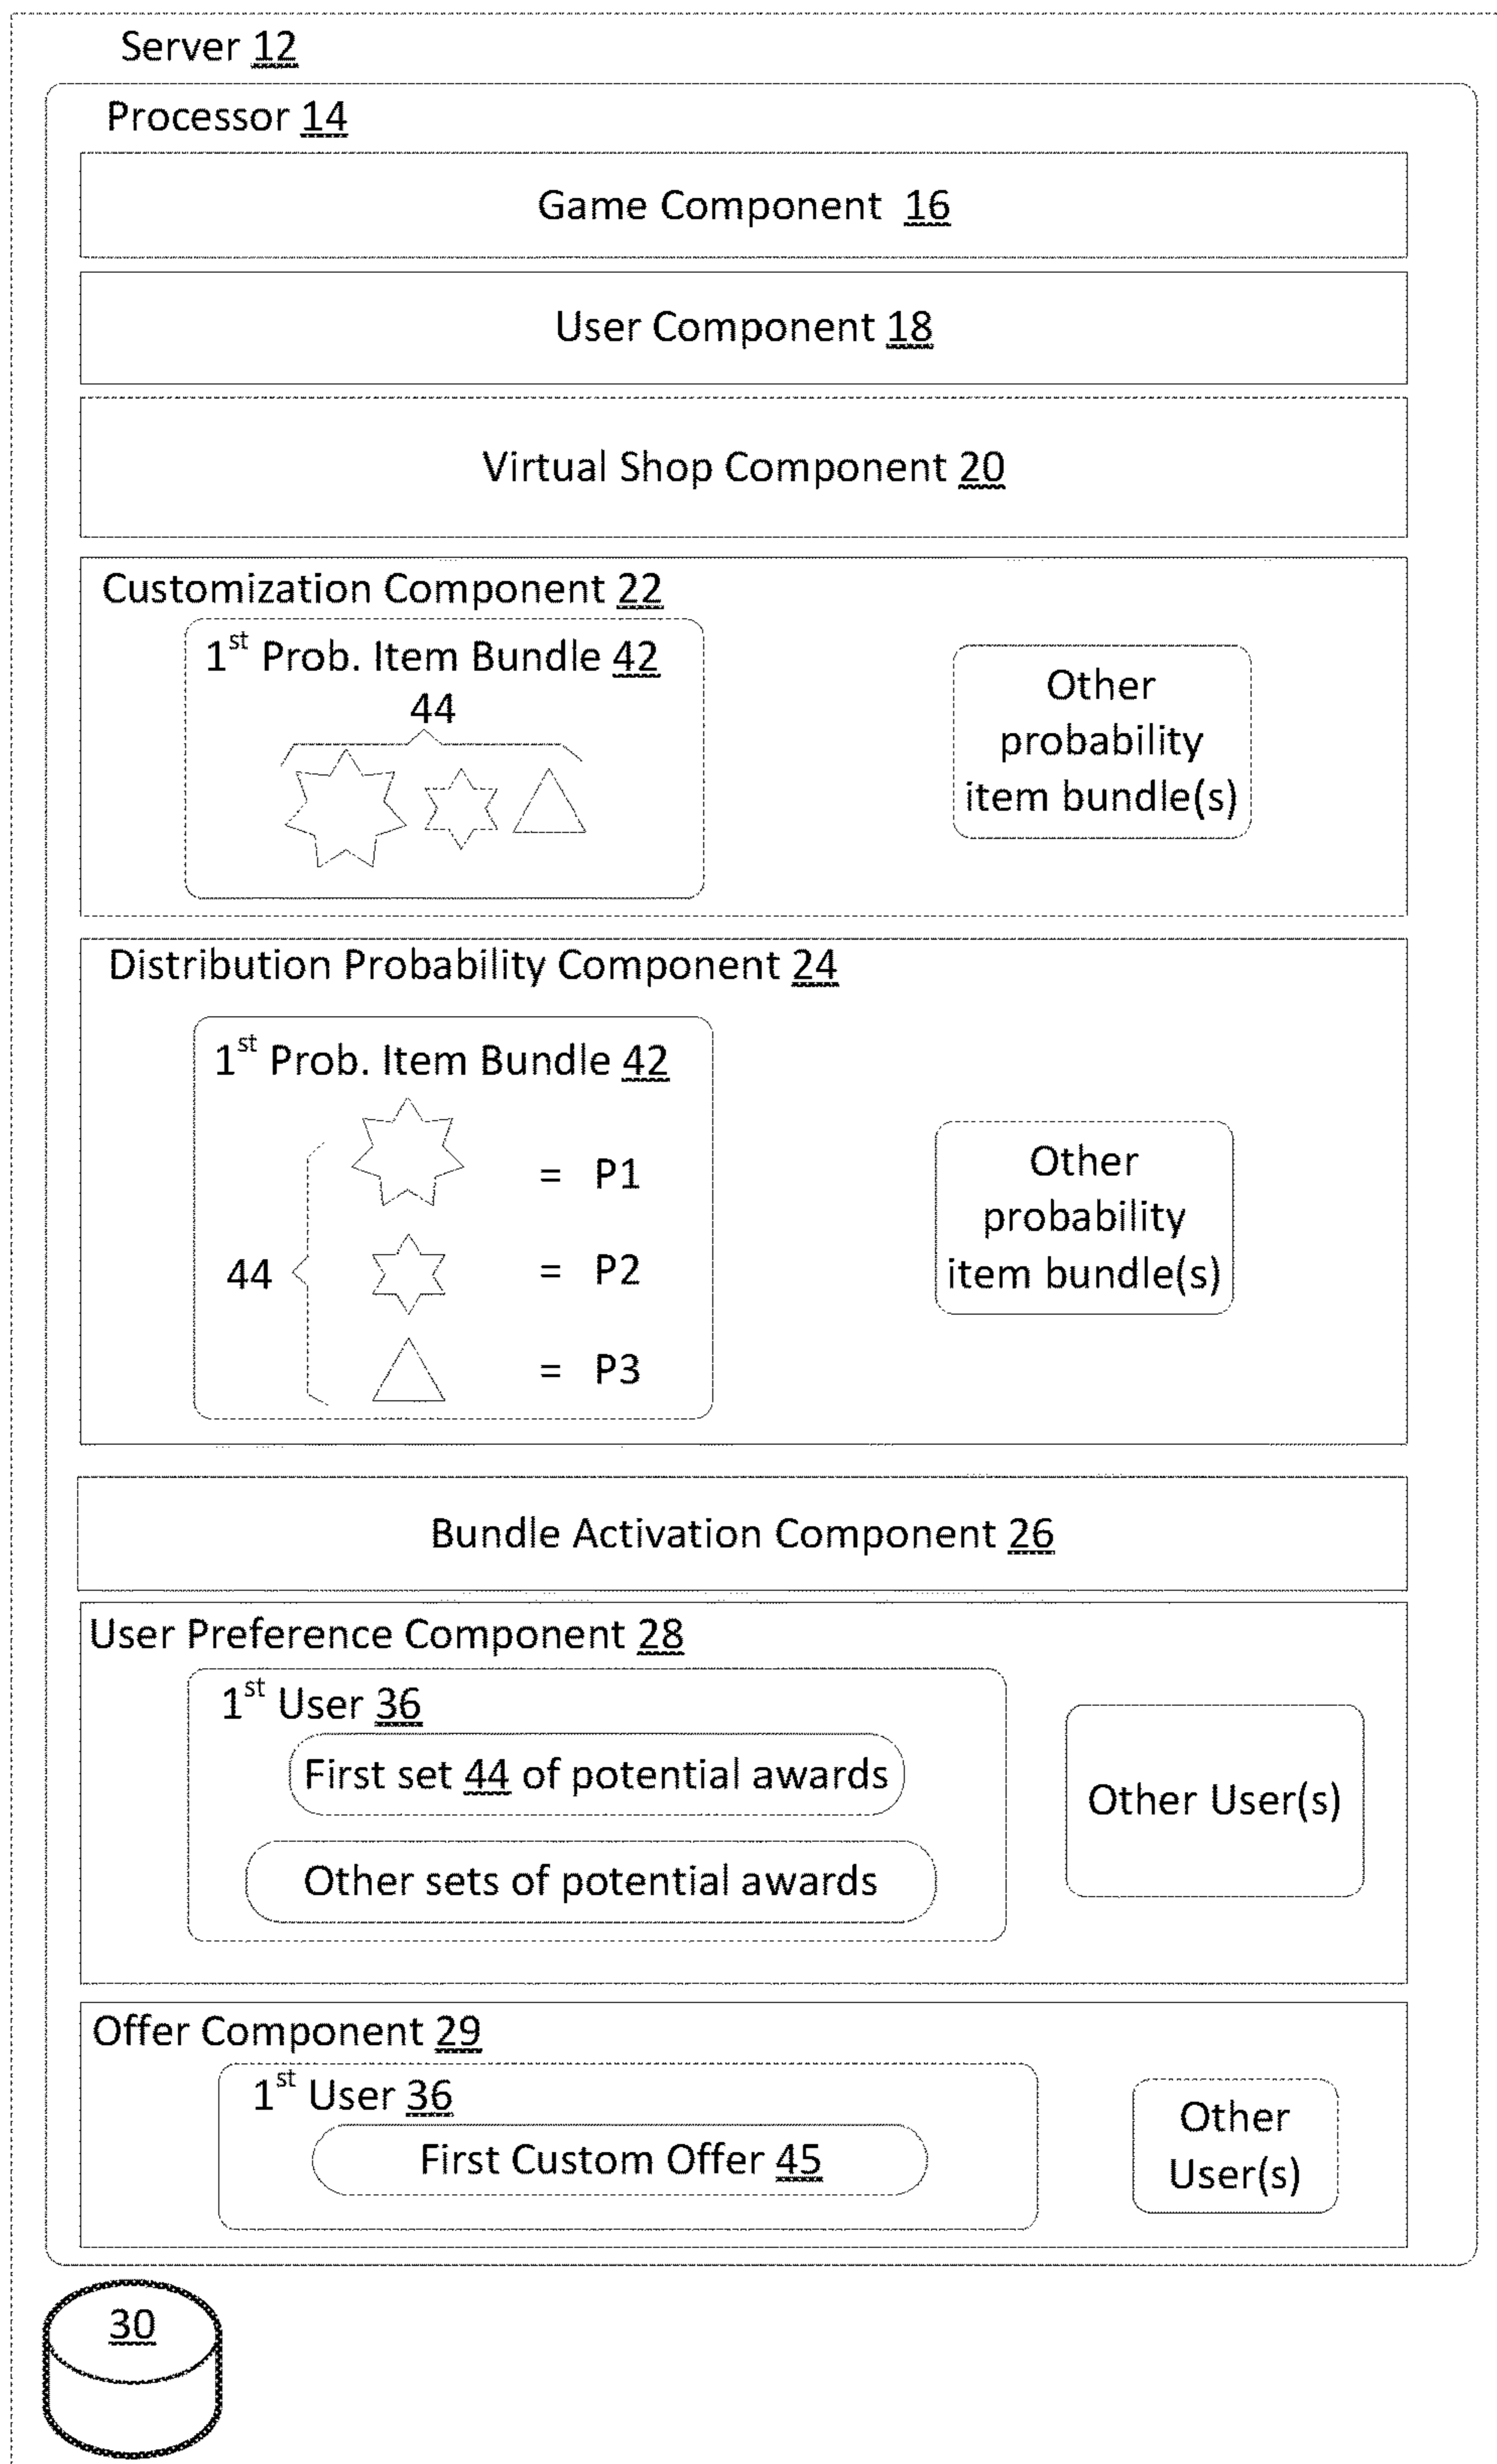 Server 12
Processor 14
Game Component 16
User Component 18
Virtual Shop Component 20
Customization Component 22
1st Prob. Item Bundle 42
44
Other
probability
item bundle(s)
Distribution Probability Component 24
1st Prob. Item Bundle 42
= P1
44
= P2
= P3
Other
probability
item bundle(s)
Bundle Activation Component 26
User Preference Component 28
1st User 36
First set 44 of potential awards
Other sets of potential awards
Other User(s)
Offer Component 29
1st User 36
First Custom Offer 45
Other
User(s)
30